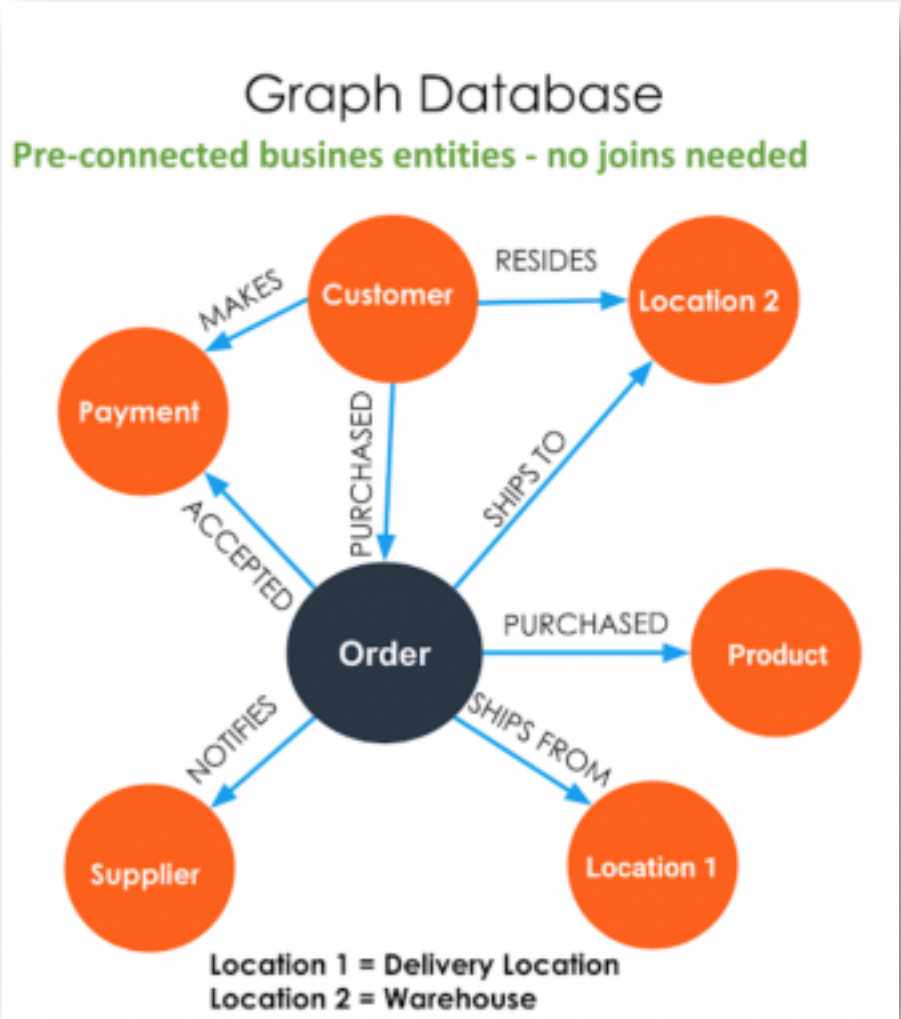 Graph Database
Pre-connected busines entities - no joins needed
Customer
RESIDES
Location 2
MAKES
Payment
PURCHASED
SHIPS TO
ACCEPTED
Order
PURCHASED
Product
NOTIFIES
SHIPS FROM
Supplier
Location 1
Location 1 = Delivery Location
Location 2 = Warehouse